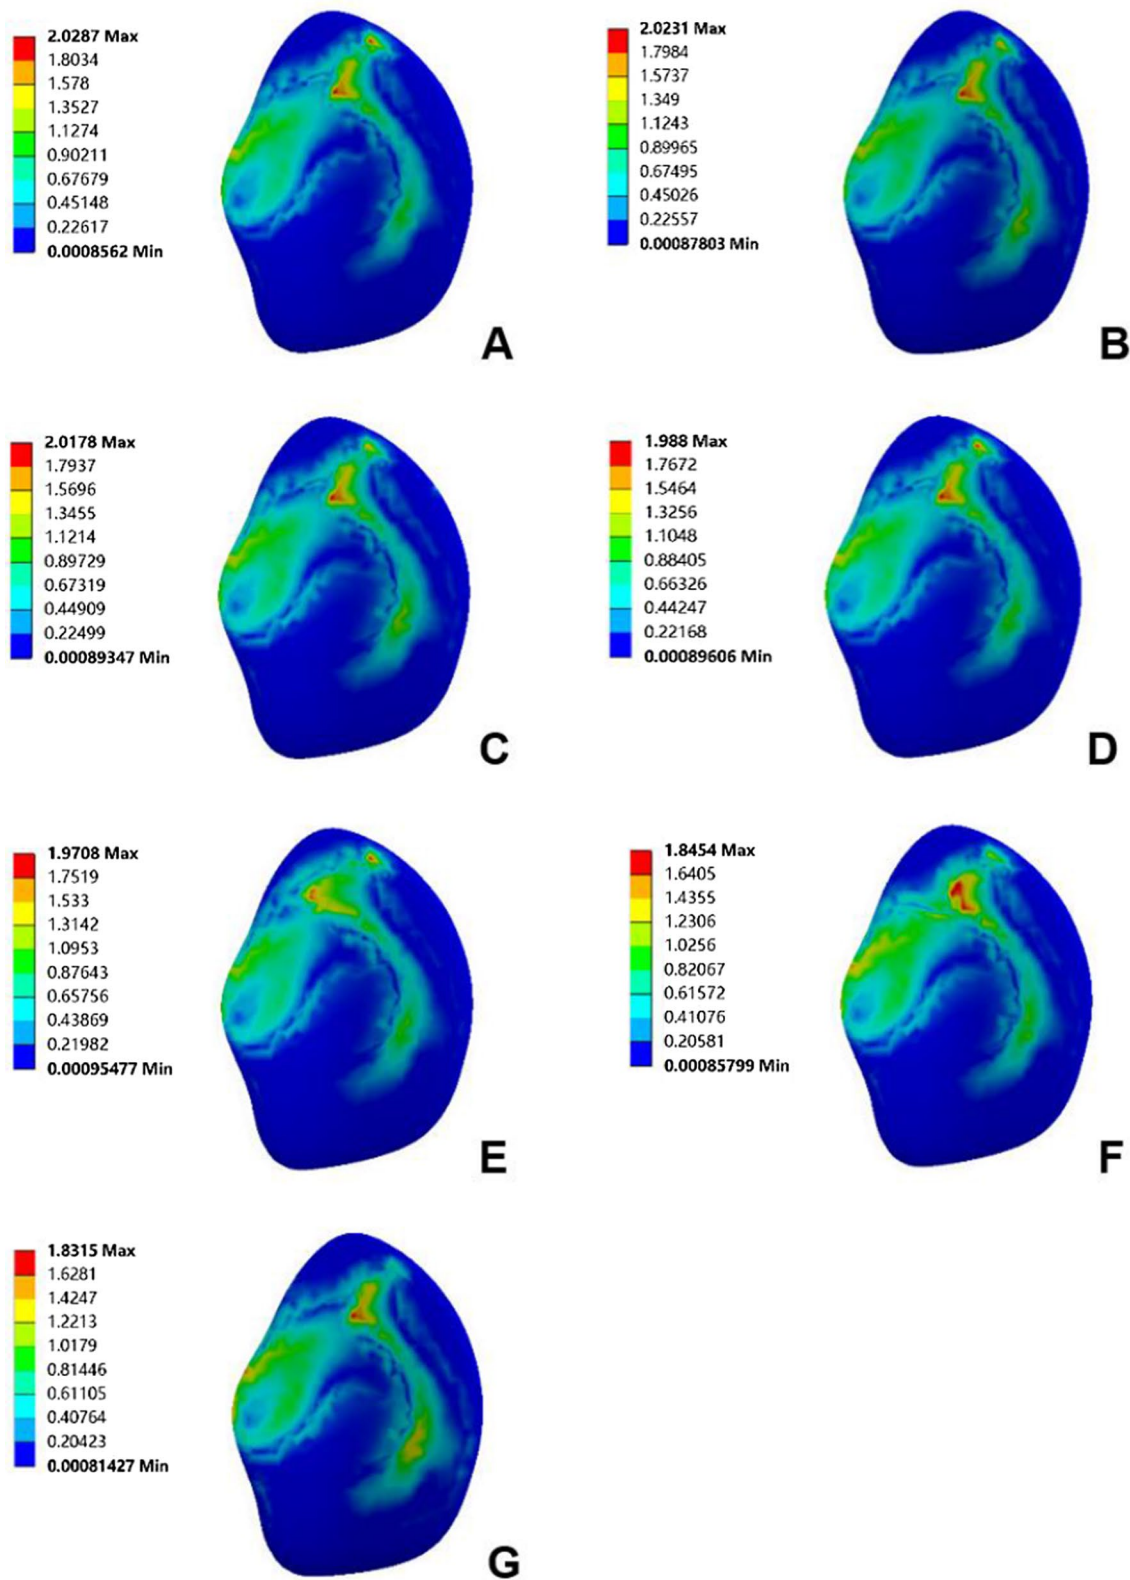 2.0287 Max
1.8034
1.578
1.3527
1.1274
0.90211
0.67679
0.45148
0.22617
0.0008562 Min
A
2.0231 Max
1.7984
1.5737
1.349
1.1243
0.89965
0.67495
0.45026
0.22557
0.00087803 Min
B
2.0178 Max
1.7937
1.5696
1.3455
1.1214
0.89729
0.67319
0.44909
0.22499
0.00089347 Min
C
1.988 Max
1.7672
1.5464
1.3256
1.1048
0.88405
0.66326
0.44247
0.22168
0.00089606 Min
D
1.9708 Max
1.7519
1.533
1.3142
1.0953
0.87643
0.65756
0.43869
0.21982
0.00095477 Min
E
1.8454 Max
1.6405
1.4355
1.2306
1.0256
0.82067
0.61572
0.41076
0.20581
0.00085799 Min
F
1.8315 Max
1.6281
1.4247
1.2213
1.0179
0.81446
0.61105
0.40764
0.20423
0.00081427 Min
G